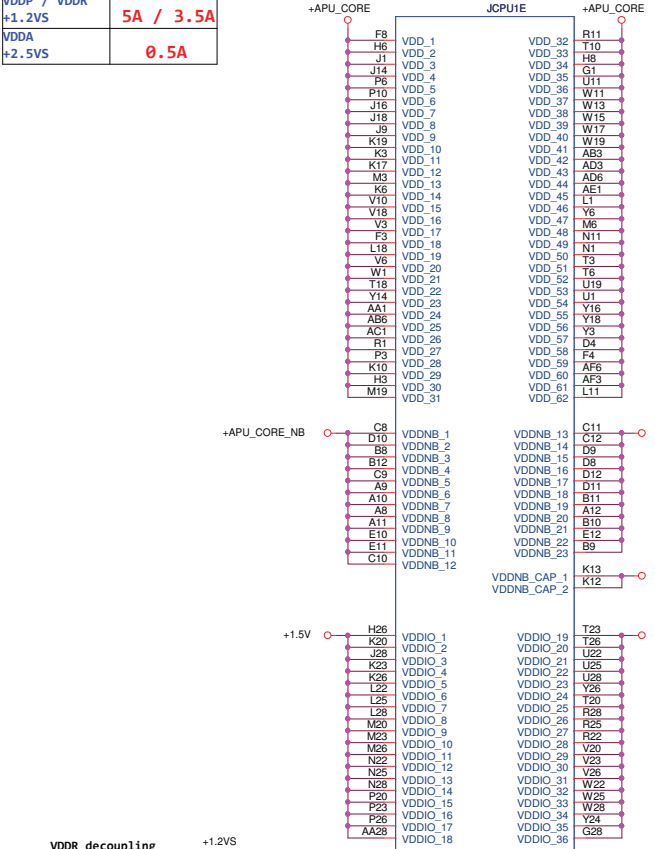 VDDP / VDDR
+1.2VS
5A / 3.5A
VDDA
+2.5VS
0.5A
+APU_CORE
JCPU1E
+APU_CORE
F8 VDD_1 VDD_32 R11
H6 VDD_2 VDD_33 T10
J1 VDD_3 VDD_34 H8
J14 VDD_4 VDD_35 G1
P6 VDD_5 VDD_36 U11
P10 VDD_6 VDD_37 W11
J16 VDD_7 VDD_38 W13
J18 VDD_8 VDD_39 W15
J9 VDD_9 VDD_40 W17
K19 VDD_10 VDD_41 W19
K3 VDD_11 VDD_42 AB3
K17 VDD_12 VDD_43 AD3
M3 VDD_13 VDD_44 AD6
K6 VDD_14 VDD_45 AE1
V10 VDD_15 VDD_46 L1
V18 VDD_16 VDD_47 Y6
V3 VDD_17 VDD_48 M6
F3 VDD_18 VDD_49 N11
L18 VDD_19 VDD_50 N1
V6 VDD_20 VDD_51 T3
W1 VDD_21 VDD_52 T6
T18 VDD_22 VDD_53 U19
Y14 VDD_23 VDD_54 U1
AA1 VDD_24 VDD_55 Y16
AB6 VDD_25 VDD_56 Y18
AC1 VDD_26 VDD_57 Y3
R1 VDD_27 VDD_58 D4
P3 VDD_28 VDD_59 F4
K10 VDD_29 VDD_60 AF6
H3 VDD_30 VDD_61 AF3
M19 VDD_31 VDD_62 L11
+APU_CORE_NB
C8 VDDNB_1 VDDNB_13 C11
D10 VDDNB_2 VDDNB_14 C12
B8 VDDNB_3 VDDNB_15 D9
B12 VDDNB_4 VDDNB_16 D8
C9 VDDNB_5 VDDNB_17 D12
A9 VDDNB_6 VDDNB_18 D11
A10 VDDNB_7 VDDNB_19 B11
A8 VDDNB_8 VDDNB_20 A12
A11 VDDNB_9 VDDNB_21 B10
E10 VDDNB_10 VDDNB_22 E12
E11 VDDNB_11 VDDNB_23 B9
C10 VDDNB_12
VDDNB_CAP_1 K13
VDDNB_CAP_2 K12
+1.5V
H26 VDDIO_1 VDDIO_19 T23
K20 VDDIO_2 VDDIO_20 T26
J28 VDDIO_3 VDDIO_21 U22
K23 VDDIO_4 VDDIO_22 U25
K26 VDDIO_5 VDDIO_23 U28
L22 VDDIO_6 VDDIO_24 Y26
L25 VDDIO_7 VDDIO_25 T20
L28 VDDIO_8 VDDIO_26 R28
M20 VDDIO_9 VDDIO_27 R25
M23 VDDIO_10 VDDIO_28 R22
M26 VDDIO_11 VDDIO_29 V20
N22 VDDIO_12 VDDIO_30 V23
N25 VDDIO_13 VDDIO_31 V26
N28 VDDIO_14 VDDIO_32 W22
P20 VDDIO_15 VDDIO_33 W25
P23 VDDIO_16 VDDIO_34 W28
P26 VDDIO_17 VDDIO_35 Y24
AA28 VDDIO_18 VDDIO_36 G28
VDDR decoupling
+1.2VS